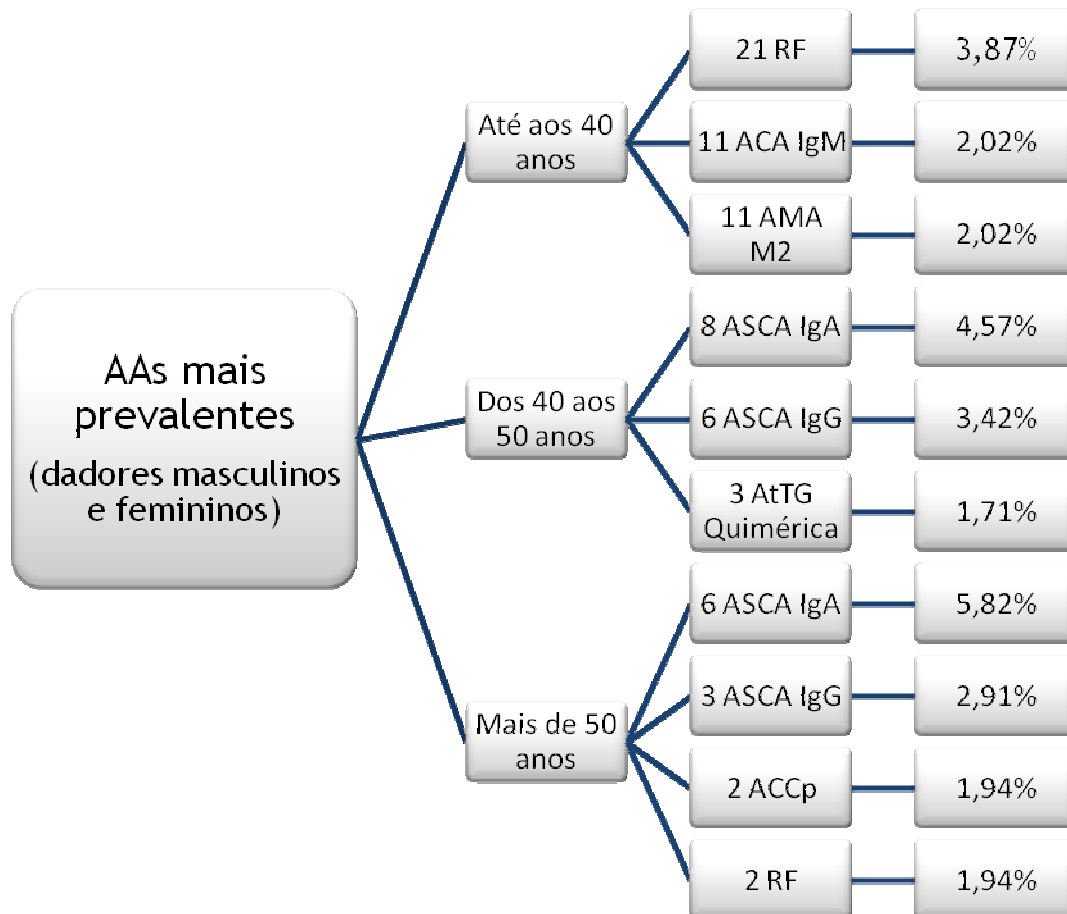 AAs mais
prevalentes
(dadores masculinos
e femininos)
Até aos 40
anos
21 RF
3,87%
11 ACA IgM
2,02%
11 AMA
M2
2,02%
Dos 40 aos
50 anos
8 ASCA IgA
4,57%
6 ASCA IgG
3,42%
3 AtTG
Quimérica
1,71%
Mais de 50
anos
6 ASCA IgA
5,82%
3 ASCA IgG
2,91%
2 ACCp
1,94%
2 RF
1,94%